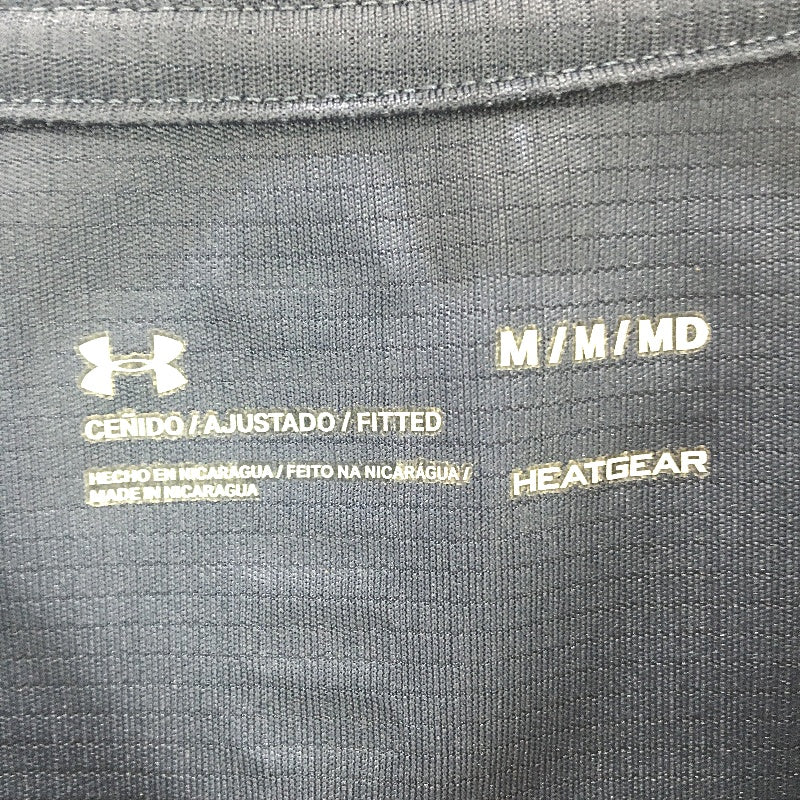 M/M/MD
CEÑIDO / AJUSTADO / FITTED
HECHO EN NICARAGUA / FEITO NA NICARÁGUA /
MADE IN NICARAGUA
HEATGEAR